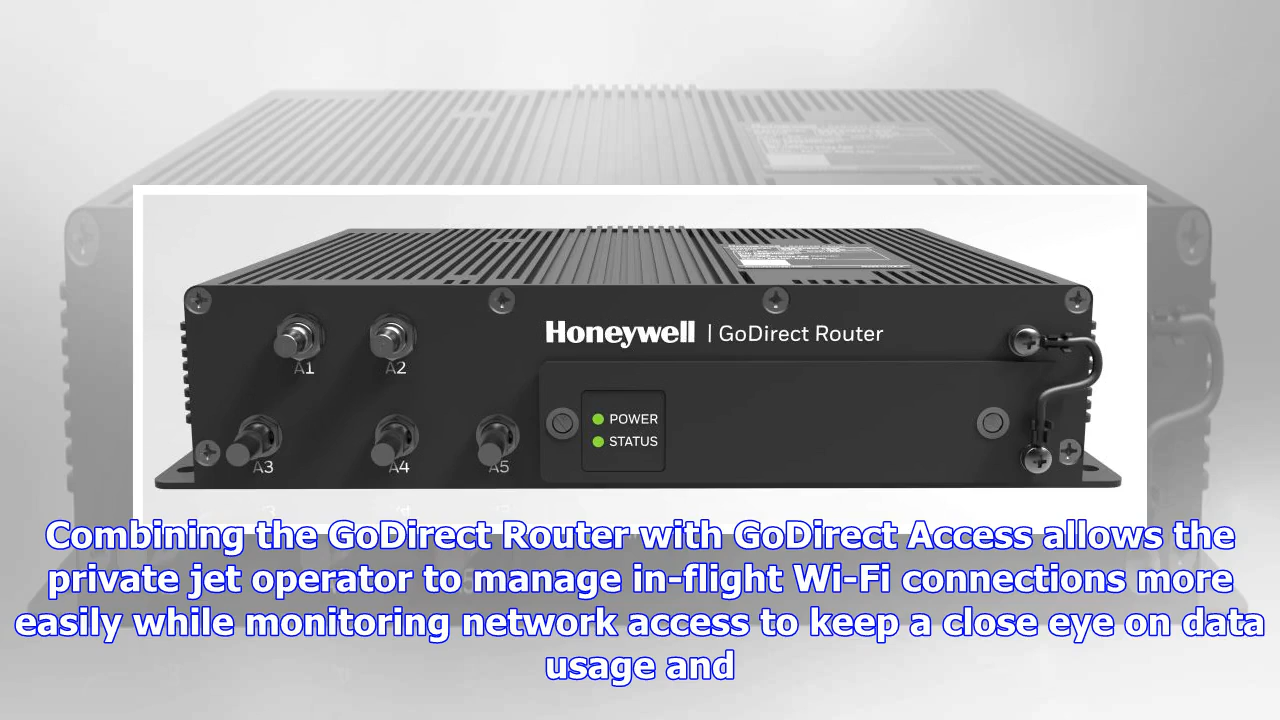 Honeywell | GoDirect Router
A1 A2
POWER
STATUS
A3 A4 A5
Combining the GoDirect Router with GoDirect Access allows the
private jet operator to manage in-flight Wi-Fi connections more
easily while monitoring network access to keep a close eye on data
usage and